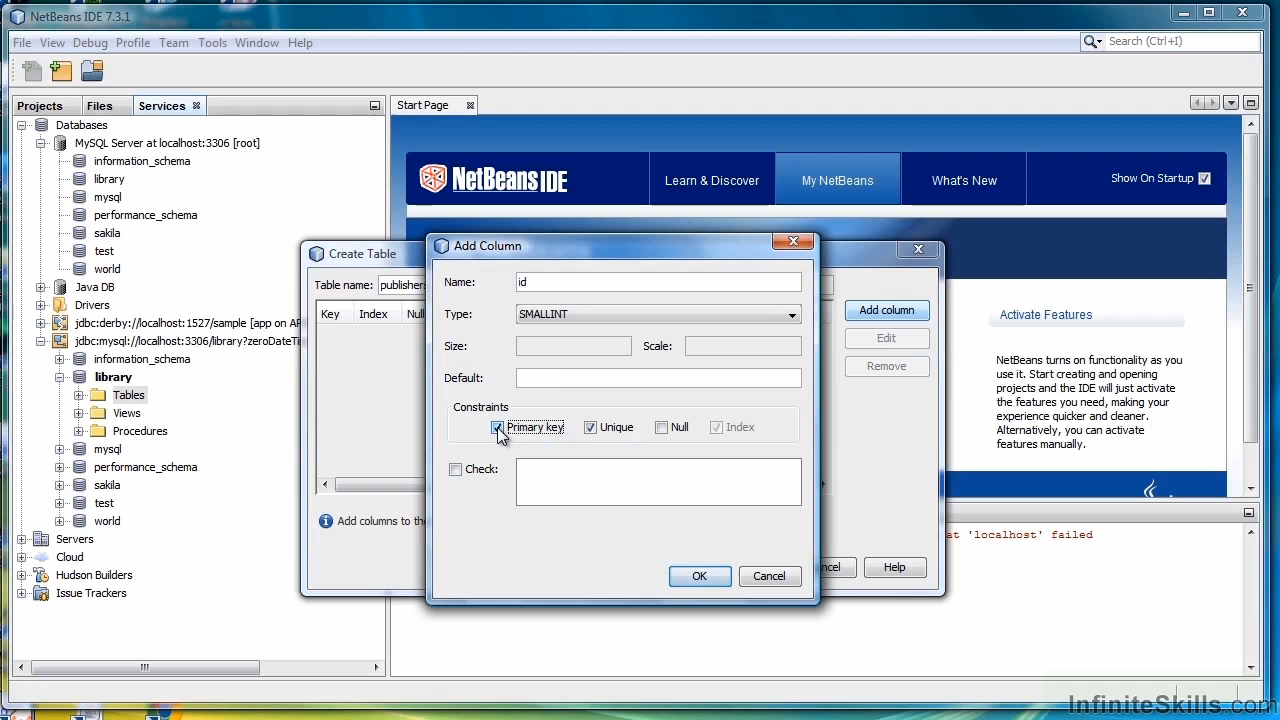 NetBeans IDE 7.3.1
File View Debug Profile Team Tools Window Help
Search (Ctrl+I)
Projects Files Services
Start Page
Databases
MySQL Server at localhost:3306 [root]
information_schema
library
mysql
performance_schema
sakila
test
world
Java DB
Drivers
jdbc:derby://localhost:1527/sample [app on AP
jdbc:mysql://localhost:3306/library?zeroDateTi
information_schema
library
Tables
Views
Procedures
mysql
performance_schema
sakila
test
world
Servers
Cloud
Hudson Builders
Issue Trackers
NetBeans IDE
Learn & Discover
My NetBeans
What's New
Show On Startup
Activate Features
NetBeans turns on functionality as you
use it. Start creating and opening
projects and the IDE will just activate
the features you need, making your
experience quicker and cleaner.
Alternatively, you can activate
features manually.
at 'localhost' failed
Create Table
Table name: publisher
Key Index Null
Add column
Edit
Remove
Add columns to the
ncel
Help
Add Column
Name: id
Type: SMALLINT
Size: Scale:
Default:
Constraints
Primary key Unique Null Index
Check:
OK Cancel
InfiniteSkills.com